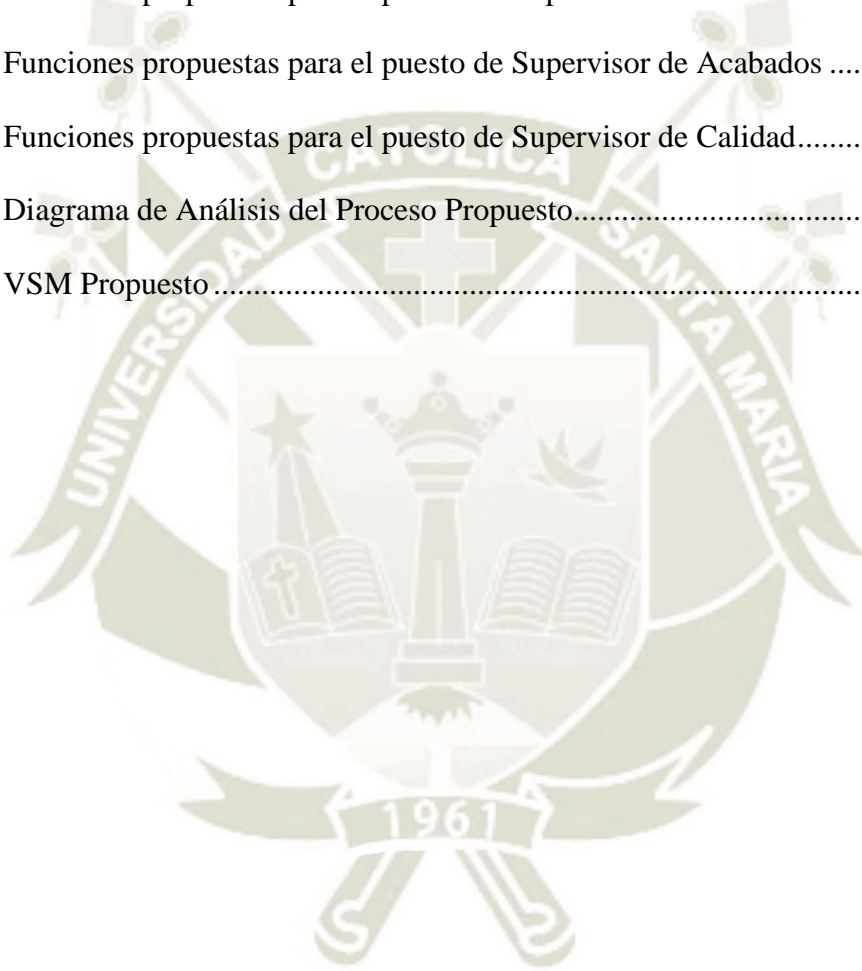 Funciones propuestas para el puesto de Supervisor de Acabados ....
Funciones propuestas para el puesto de Supervisor de Calidad........
Diagrama de Análisis del Proceso Propuesto....................................
VSM Propuesto.................................................................................
UNIVERSIDAD CATOLICA SANTA MARIA
1961